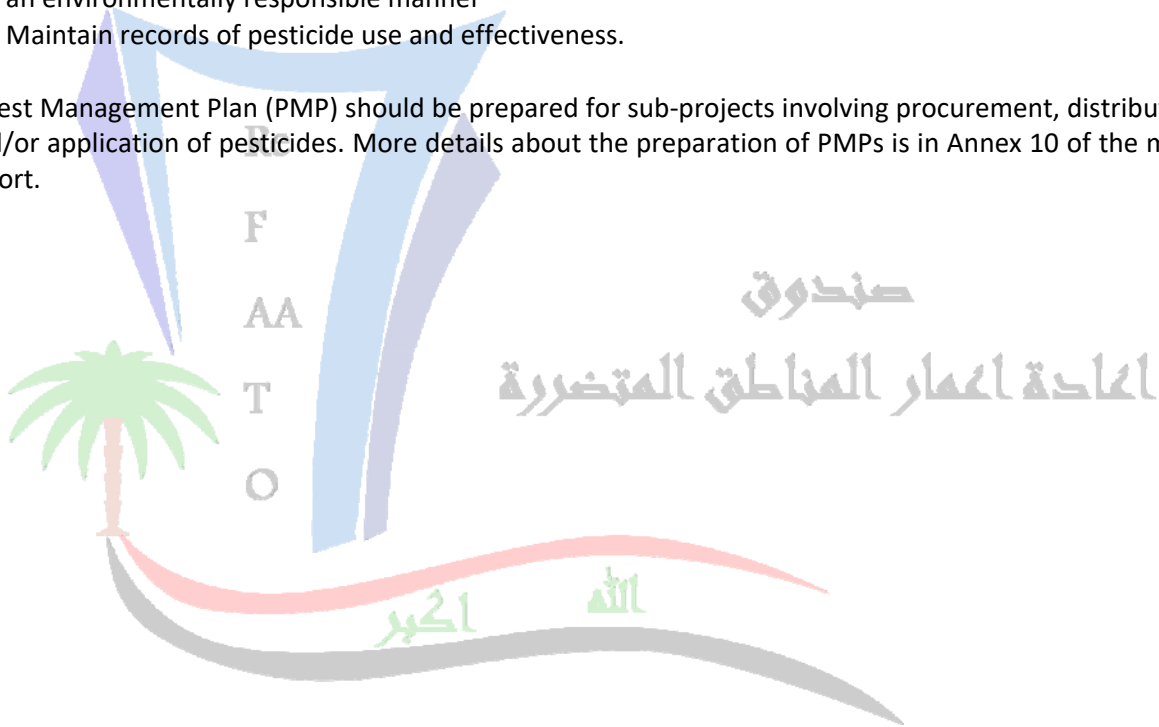 an environmentally responsible manner
Maintain records of pesticide use and effectiveness.
est Management Plan (PMP) should be prepared for sub-projects involving procurement, distribut
l/or application of pesticides. More details about the preparation of PMPs is in Annex 10 of the m
ort.
Rs
F
AA
T
O
صندوق
اعادة اعمار المناطق المتضررة
الله
اكبر